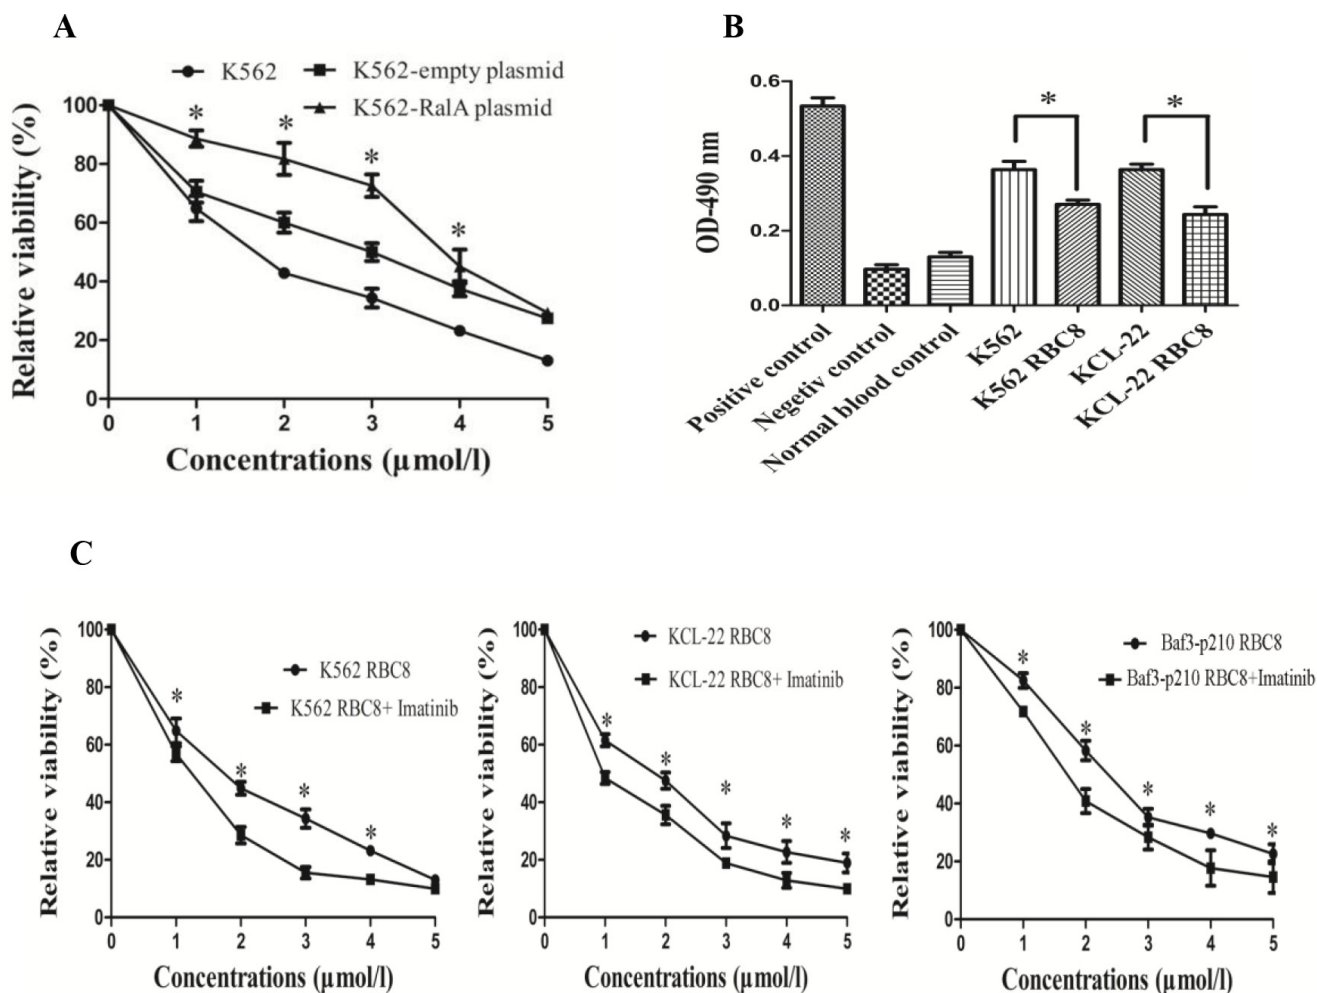 A
K562
K562-empty plasmid
K562-RalA plasmid
*
*
*
*
Relative viability (%)
100
80
60
40
20
0
0 1 2 3 4 5
Concentrations (µmol/l)
B
OD-490 nm
0.6
0.4
0.2
0.0
*
*
Positive control
Negetiv control
Normal blood control
K562
K562 RBC8
KCL-22
KCL-22 RBC8
C
Relative viability (%)
100
80
60
40
20
0
K562 RBC8
K562 RBC8+ Imatinib
*
*
*
*
0 1 2 3 4 5
Concentrations (µmol/l)
Relative viability (%)
100
80
60
40
20
0
KCL-22 RBC8
KCL-22 RBC8+ Imatinib
*
*
*
*
*
0 1 2 3 4 5
Concentrations (µmol/l)
Relative viability (%)
100
80
60
40
20
0
Baf3-p210 RBC8
Baf3-p210 RBC8+Imatinib
*
*
*
*
*
0 1 2 3 4 5
Concentrations (µmol/l)